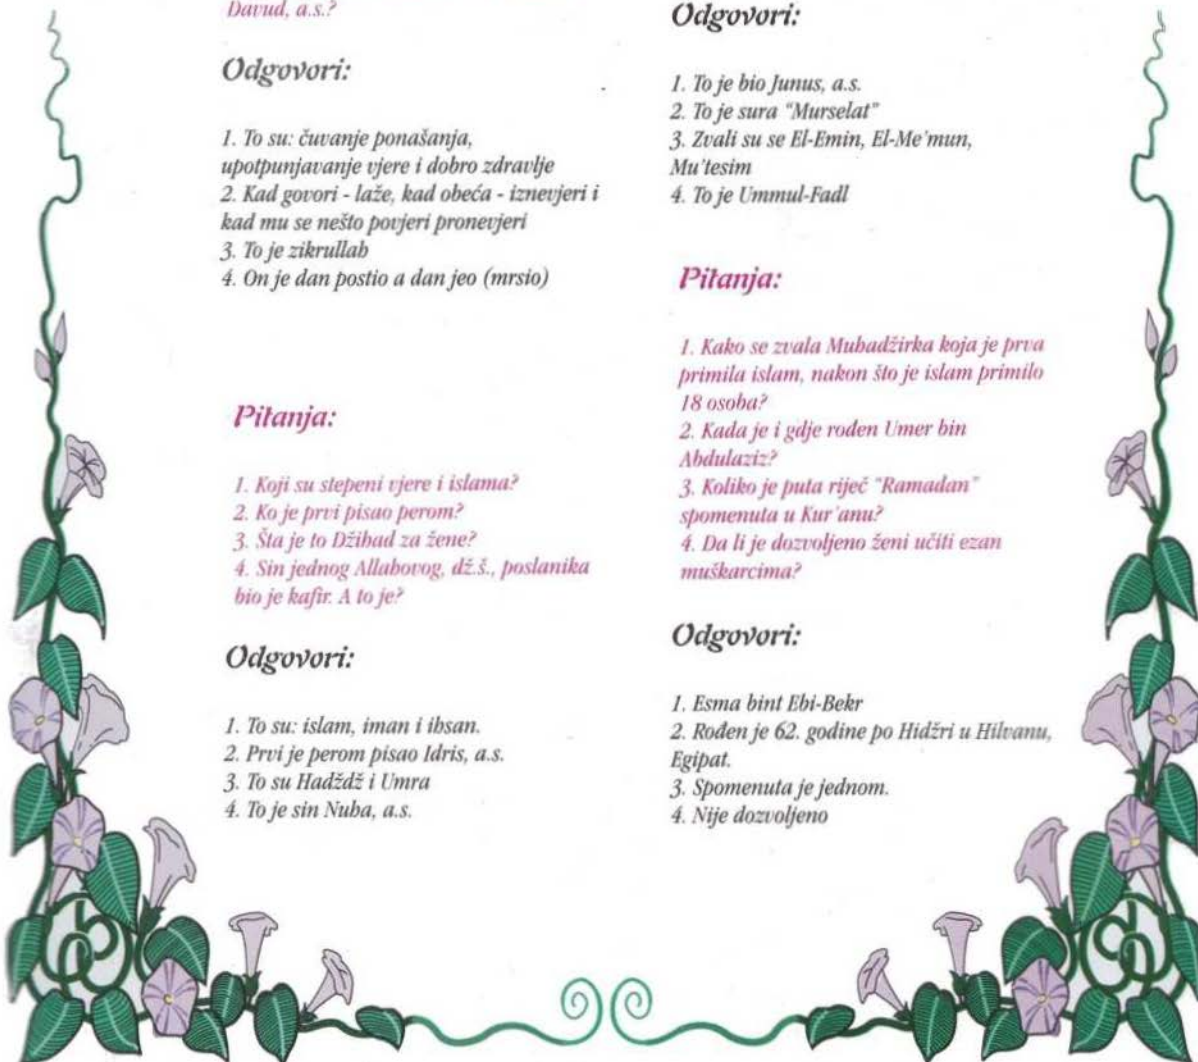 Davud, a.s.?
Odgovori:
1. To su: čuvanje ponašanja,
upotpunjavanje vjere i dobro zdravlje
2. Kad govori - laže, kad obeća - iznevjeri i
kad mu se nešto povjeri pronevjeri
3. To je zikrullah
4. On je dan postio a dan jeo (mrsio)
Pitanja:
1. Koji su stepeni vjere i islama?
2. Ko je prvi pisao perom?
3. Šta je to Džihad za žene?
4. Sin jednog Allahovog, dž.š., poslanika
bio je kafir. A to je?
Odgovori:
1. To su: islam, iman i ihsan.
2. Prvi je perom pisao Idris, a.s.
3. To su Hadždž i Umra
4. To je sin Nuha, a.s.
Odgovori:
1. To je bio Junus, a.s.
2. To je sura "Murselat"
3. Zvali su se El-Emin, El-Me'mun,
Mu'tesim
4. To je Ummul-Fadl
Pitanja:
1. Kako se zvala Muhadžirka koja je prva
primila islam, nakon što je islam primilo
18 osoba?
2. Kada je i gdje rođen Umer bin
Abdulaziz?
3. Koliko je puta riječ "Ramadan"
spomenuta u Kur'anu?
4. Da li je dozvoljeno ženi učiti ezan
muškarcima?
Odgovori:
1. Esma bint Ebi-Bekr
2. Rođen je 62. godine po Hidžri u Hilvanu,
Egipat.
3. Spomenuta je jednom.
4. Nije dozvoljeno